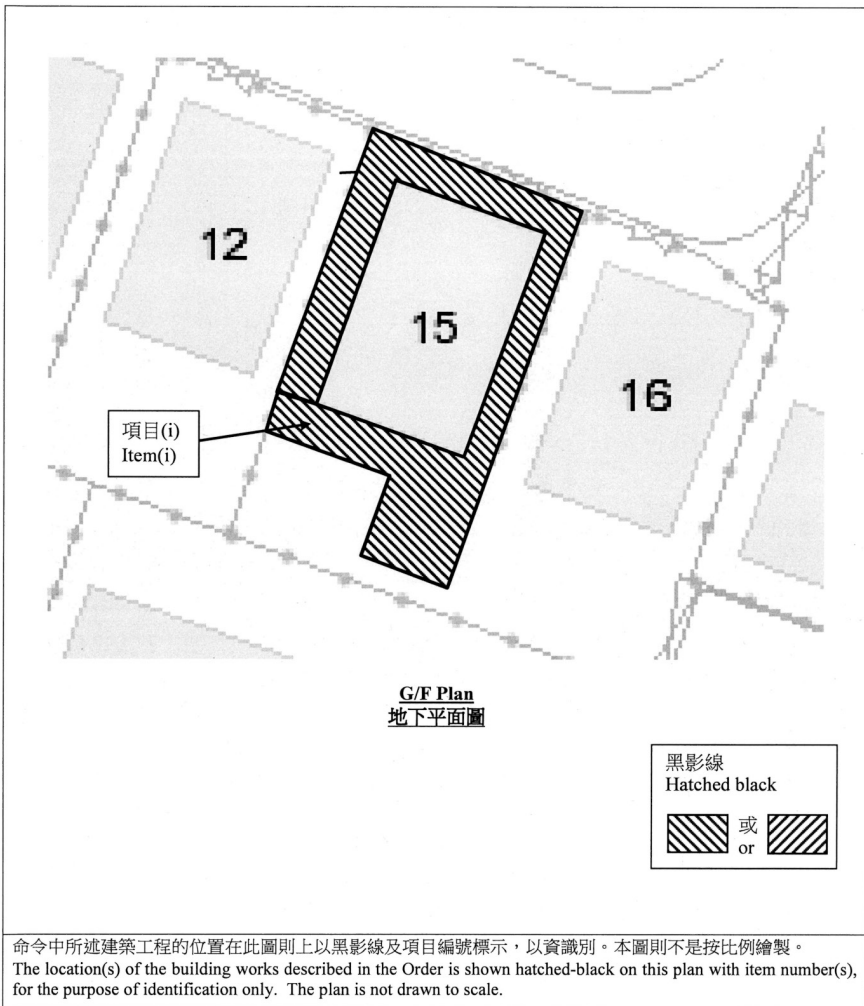 12
15
16
項目(i)
Item(i)
G/F Plan
地下平面圖
黑影線
Hatched black
或
or
命令中所述建築工程的位置在此圖則上以黑影線及項目編號標示，以資識別。本圖則不是按比例繪製。
The location(s) of the building works described in the Order is shown hatched-black on this plan with item number(s),
for the purpose of identification only. The plan is not drawn to scale.